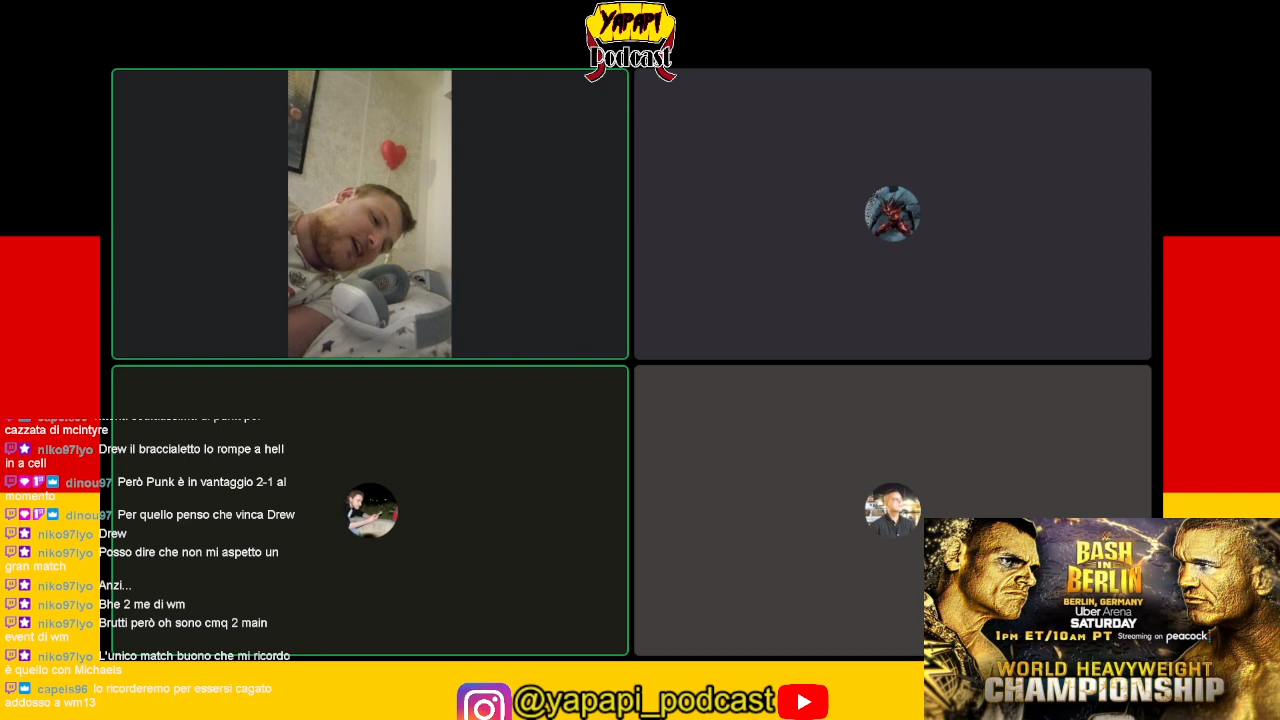 YAPAPI
Podcast
cazzata di mcintyre
niko97lyo Drew il braccialetto lo rompe a hell
in a cell
dinou97 Però Punk è in vantaggio 2-1 al
momento
dinou97 Per quello penso che vinca Drew
niko97lyo Drew
niko97lyo Posso dire che non mi aspetto un
gran match
niko97lyo Anzi...
niko97lyo Bhe 2 me di wm
niko97lyo Brutti però oh sono cmq 2 main
event di wm
niko97lyo L'unico match buono che mi ricordo
è quello con Michaels
capels96 lo ricorderemo per essersi cagato
addosso a wm13
@yapapi_podcast
BASH
IN
BERLIN
BERLIN, GERMANY
Uber Arena
SATURDAY
1PM ET/10AM PT Streaming on peacock
WORLD HEAVYWEIGHT
CHAMPIONSHIP